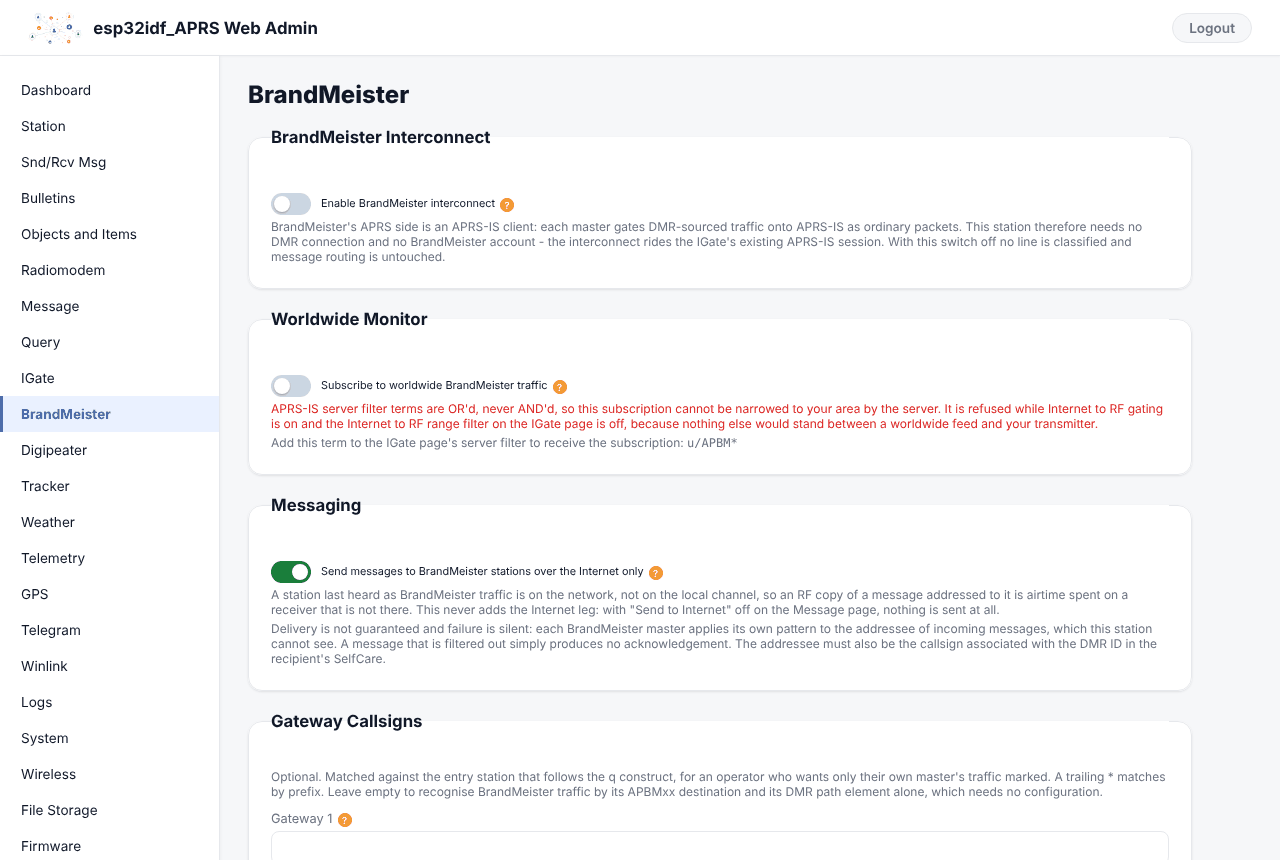 esp32idf_APRS Web Admin
Logout
Dashboard
Station
Snd/Rcv Msg
Bulletins
Objects and Items
Radiomodem
Message
Query
IGate
BrandMeister
Digipeater
Tracker
Weather
Telemetry
GPS
Telegram
Winlink
Logs
System
Wireless
File Storage
Firmware
BrandMeister
BrandMeister Interconnect
Enable BrandMeister interconnect ?
BrandMeister's APRS side is an APRS-IS client: each master gates DMR-sourced traffic onto APRS-IS as ordinary packets. This station therefore needs no
DMR connection and no BrandMeister account - the interconnect rides the IGate's existing APRS-IS session. With this switch off no line is classified and
message routing is untouched.
Worldwide Monitor
Subscribe to worldwide BrandMeister traffic ?
APRS-IS server filter terms are OR'd, never AND'd, so this subscription cannot be narrowed to your area by the server. It is refused while Internet to RF gating
is on and the Internet to RF range filter on the IGate page is off, because nothing else would stand between a worldwide feed and your transmitter.
Add this term to the IGate page's server filter to receive the subscription: u/APBM*
Messaging
Send messages to BrandMeister stations over the Internet only ?
A station last heard as BrandMeister traffic is on the network, not on the local channel, so an RF copy of a message addressed to it is airtime spent on a
receiver that is not there. This never adds the Internet leg: with "Send to Internet" off on the Message page, nothing is sent at all.
Delivery is not guaranteed and failure is silent: each BrandMeister master applies its own pattern to the addressee of incoming messages, which this station
cannot see. A message that is filtered out simply produces no acknowledgement. The addressee must also be the callsign associated with the DMR ID in the
recipient's SelfCare.
Gateway Callsigns
Optional. Matched against the entry station that follows the q construct, for an operator who wants only their own master's traffic marked. A trailing * matches
by prefix. Leave empty to recognise BrandMeister traffic by its APBMxx destination and its DMR path element alone, which needs no configuration.
Gateway 1 ?